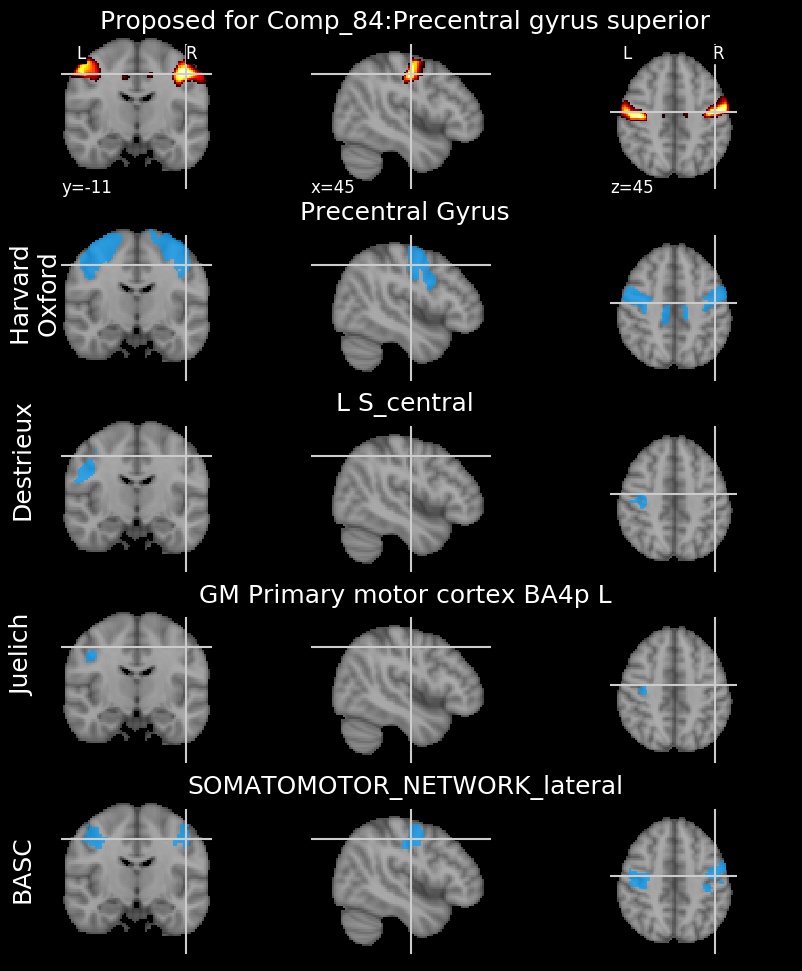 Proposed for Comp_84:Precentral gyrus superior
L R L R
y=-11 x=45 z=45
Precentral Gyrus
Harvard
Oxford
L S_central
Destrieux
GM Primary motor cortex BA4p L
Juelich
SOMATOMOTOR_NETWORK_lateral
BASC